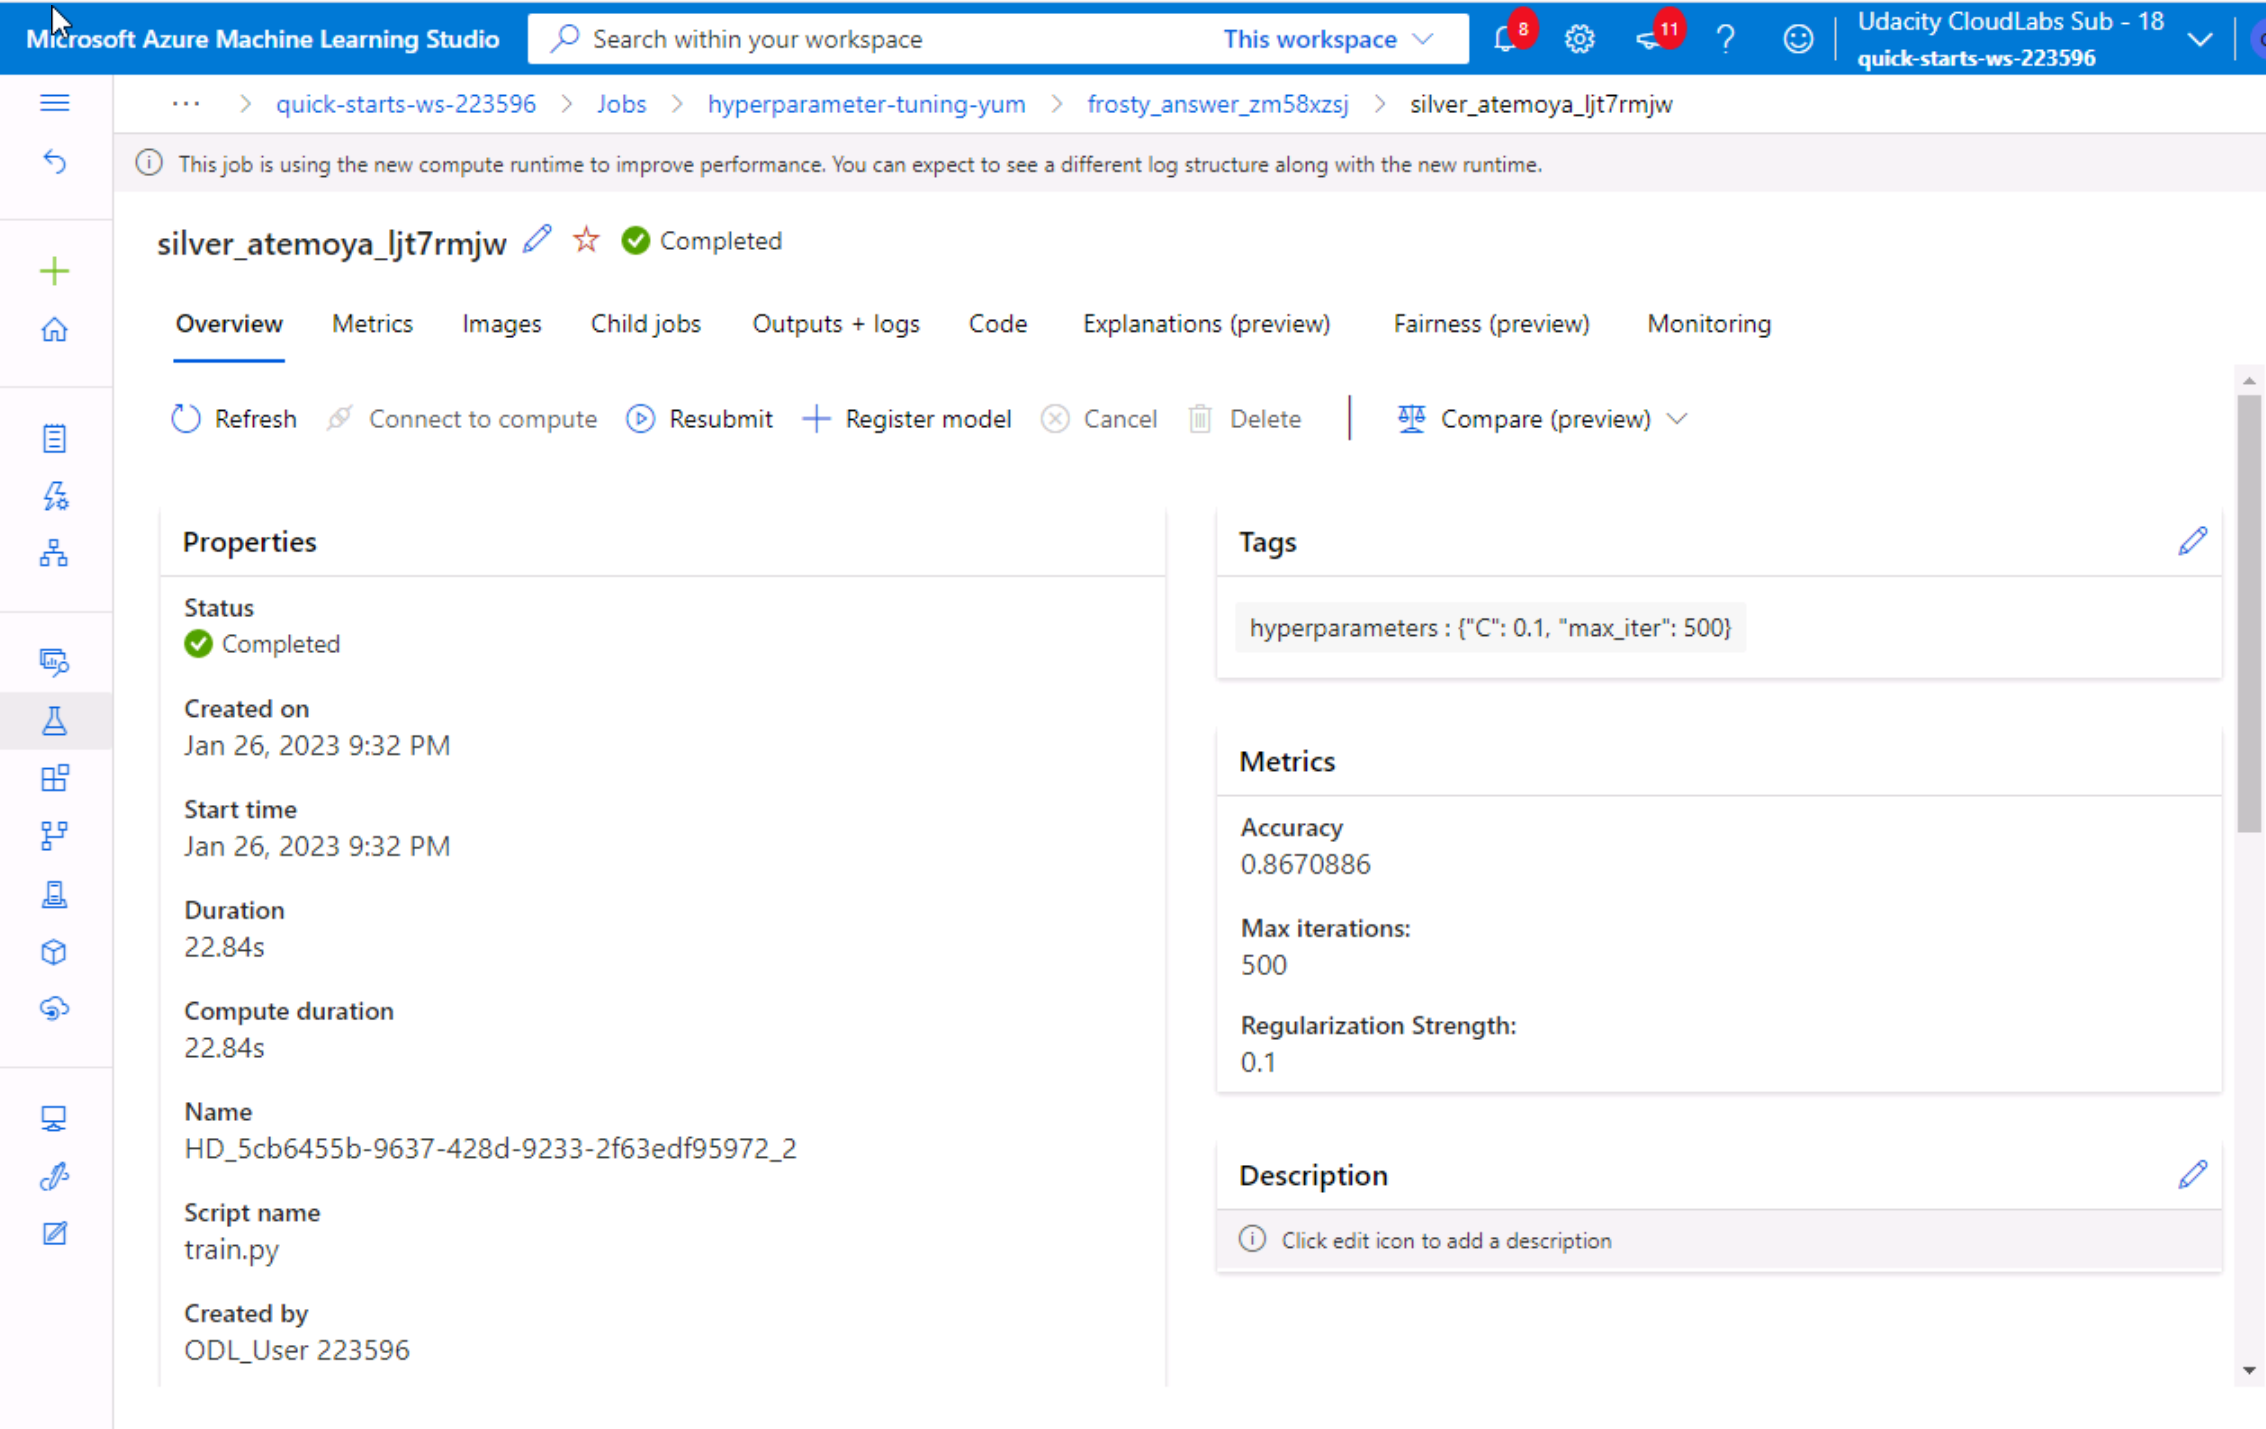 Microsoft Azure Machine Learning Studio
Search within your workspace
This workspace
8
11
Udacity CloudLabs Sub - 18
quick-starts-ws-223596
... > quick-starts-ws-223596 > Jobs > hyperparameter-tuning-yum > frosty_answer_zm58xzsj > silver_atemoya_ljt7rmjw
This job is using the new compute runtime to improve performance. You can expect to see a different log structure along with the new runtime.
silver_atemoya_ljt7rmjw Completed
Overview Metrics Images Child jobs Outputs + logs Code Explanations (preview) Fairness (preview) Monitoring
Refresh Connect to compute Resubmit Register model Cancel Delete Compare (preview)
Properties
Status
Completed
Created on
Jan 26, 2023 9:32 PM
Start time
Jan 26, 2023 9:32 PM
Duration
22.84s
Compute duration
22.84s
Name
HD_5cb6455b-9637-428d-9233-2f63edf95972_2
Script name
train.py
Created by
ODL_User 223596
Tags
hyperparameters : {"C": 0.1, "max_iter": 500}
Metrics
Accuracy
0.8670886
Max iterations:
500
Regularization Strength:
0.1
Description
Click edit icon to add a description